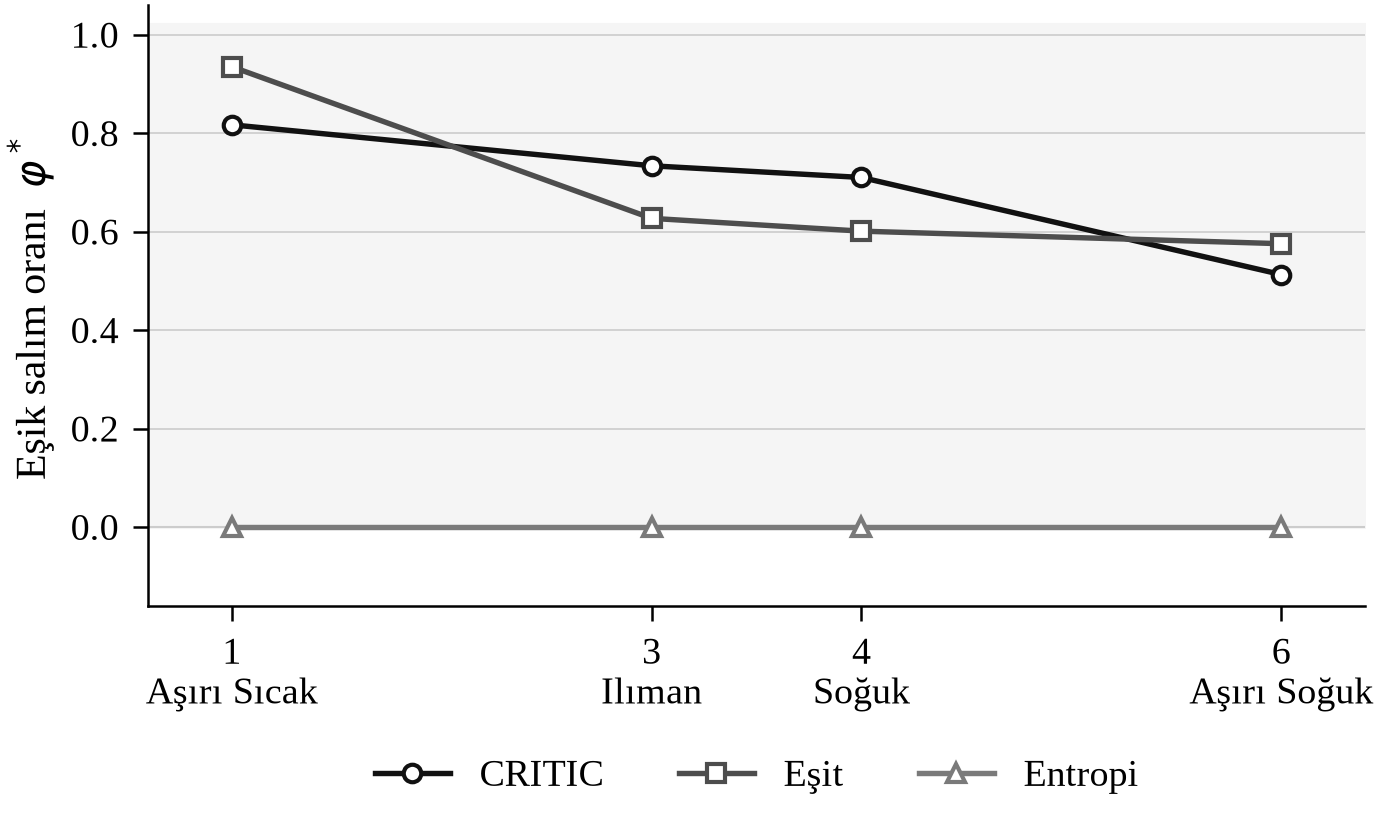 Eşik salım oranı φ*
1.0
0.8
0.6
0.4
0.2
0.0
1 3 4 6
Aşırı Sıcak Ilıman Soğuk Aşırı Soğuk
CRITIC Eşit Entropi